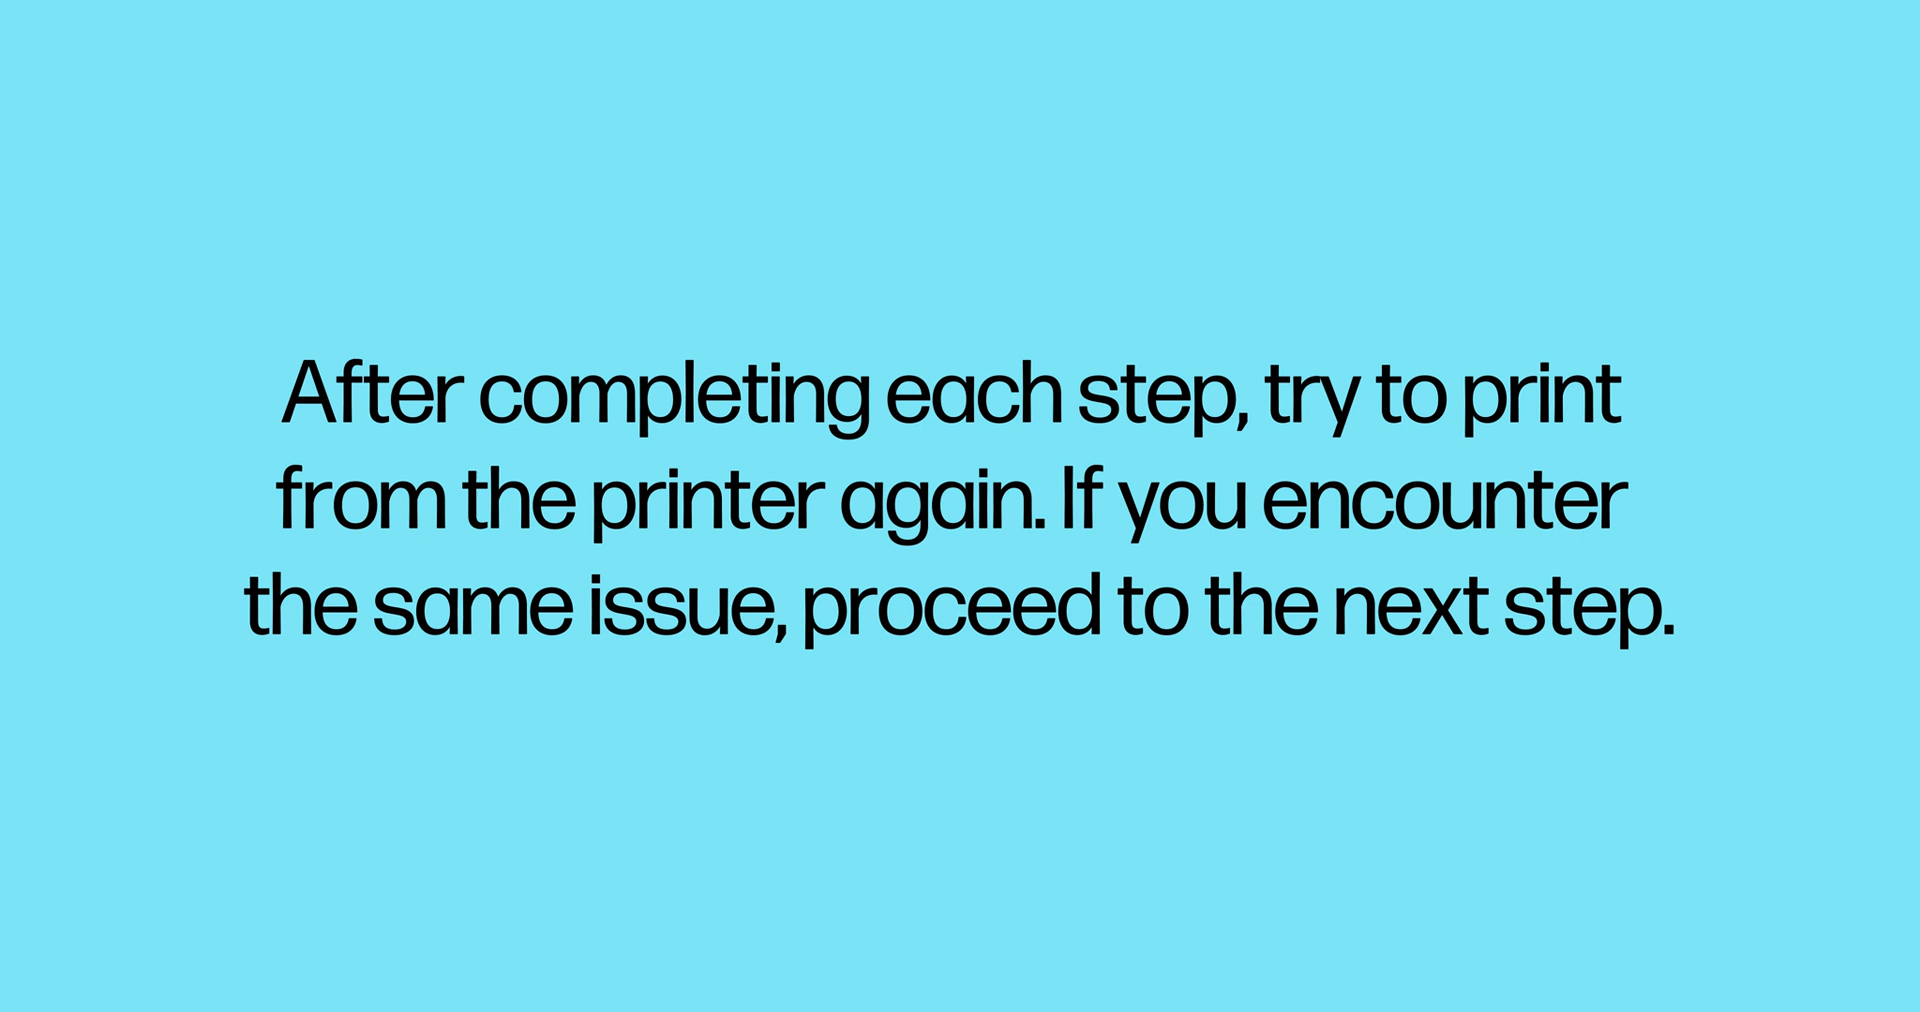 After completing each step, try to print
from the printer again. If you encounter
the same issue, proceed to the next step.